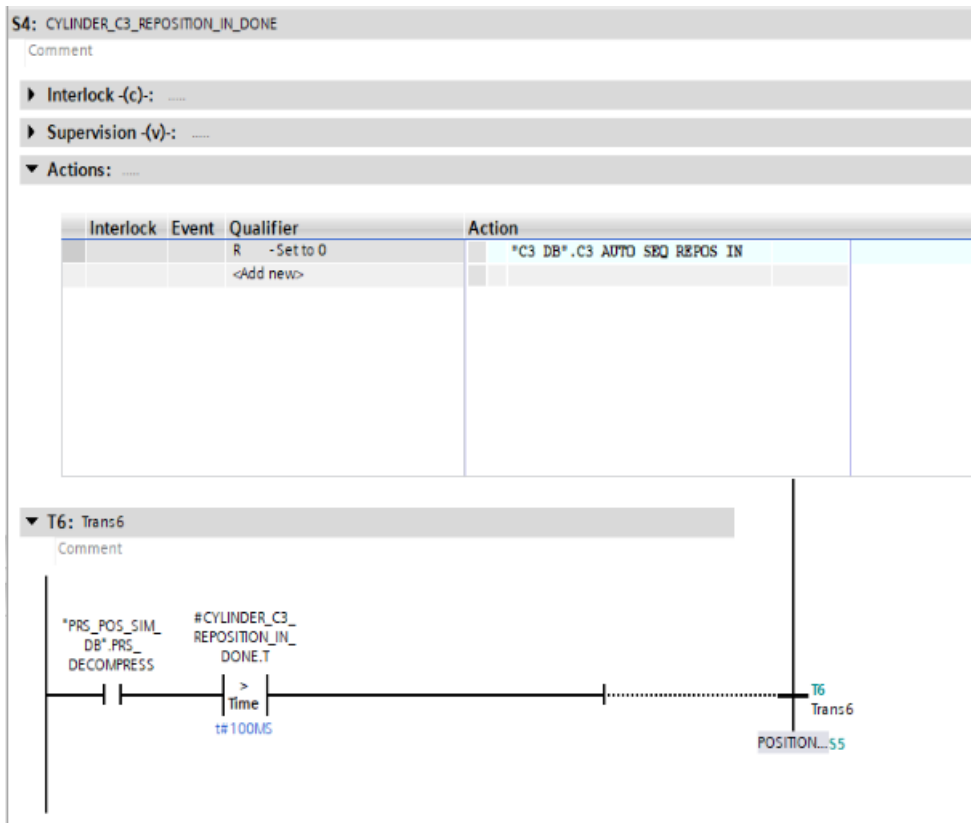 S4: CYLINDER_C3_REPOSITION_IN_DONE
Comment
Interlock -(c)-: .....
Supervision -(v)-: .....
Actions: .....
Interlock Event Qualifier Action
R - Set to 0 "C3 DB".C3 AUTO SEQ REPOS IN
<Add new>
T6: Trans6
Comment
"PRS_POS_SIM_
DB".PRS_
DECOMPRESS
#CYLINDER_C3_
REPOSITION_IN_
DONE.T
>
Time
t#100MS
T6
Trans6
POSITION... S5